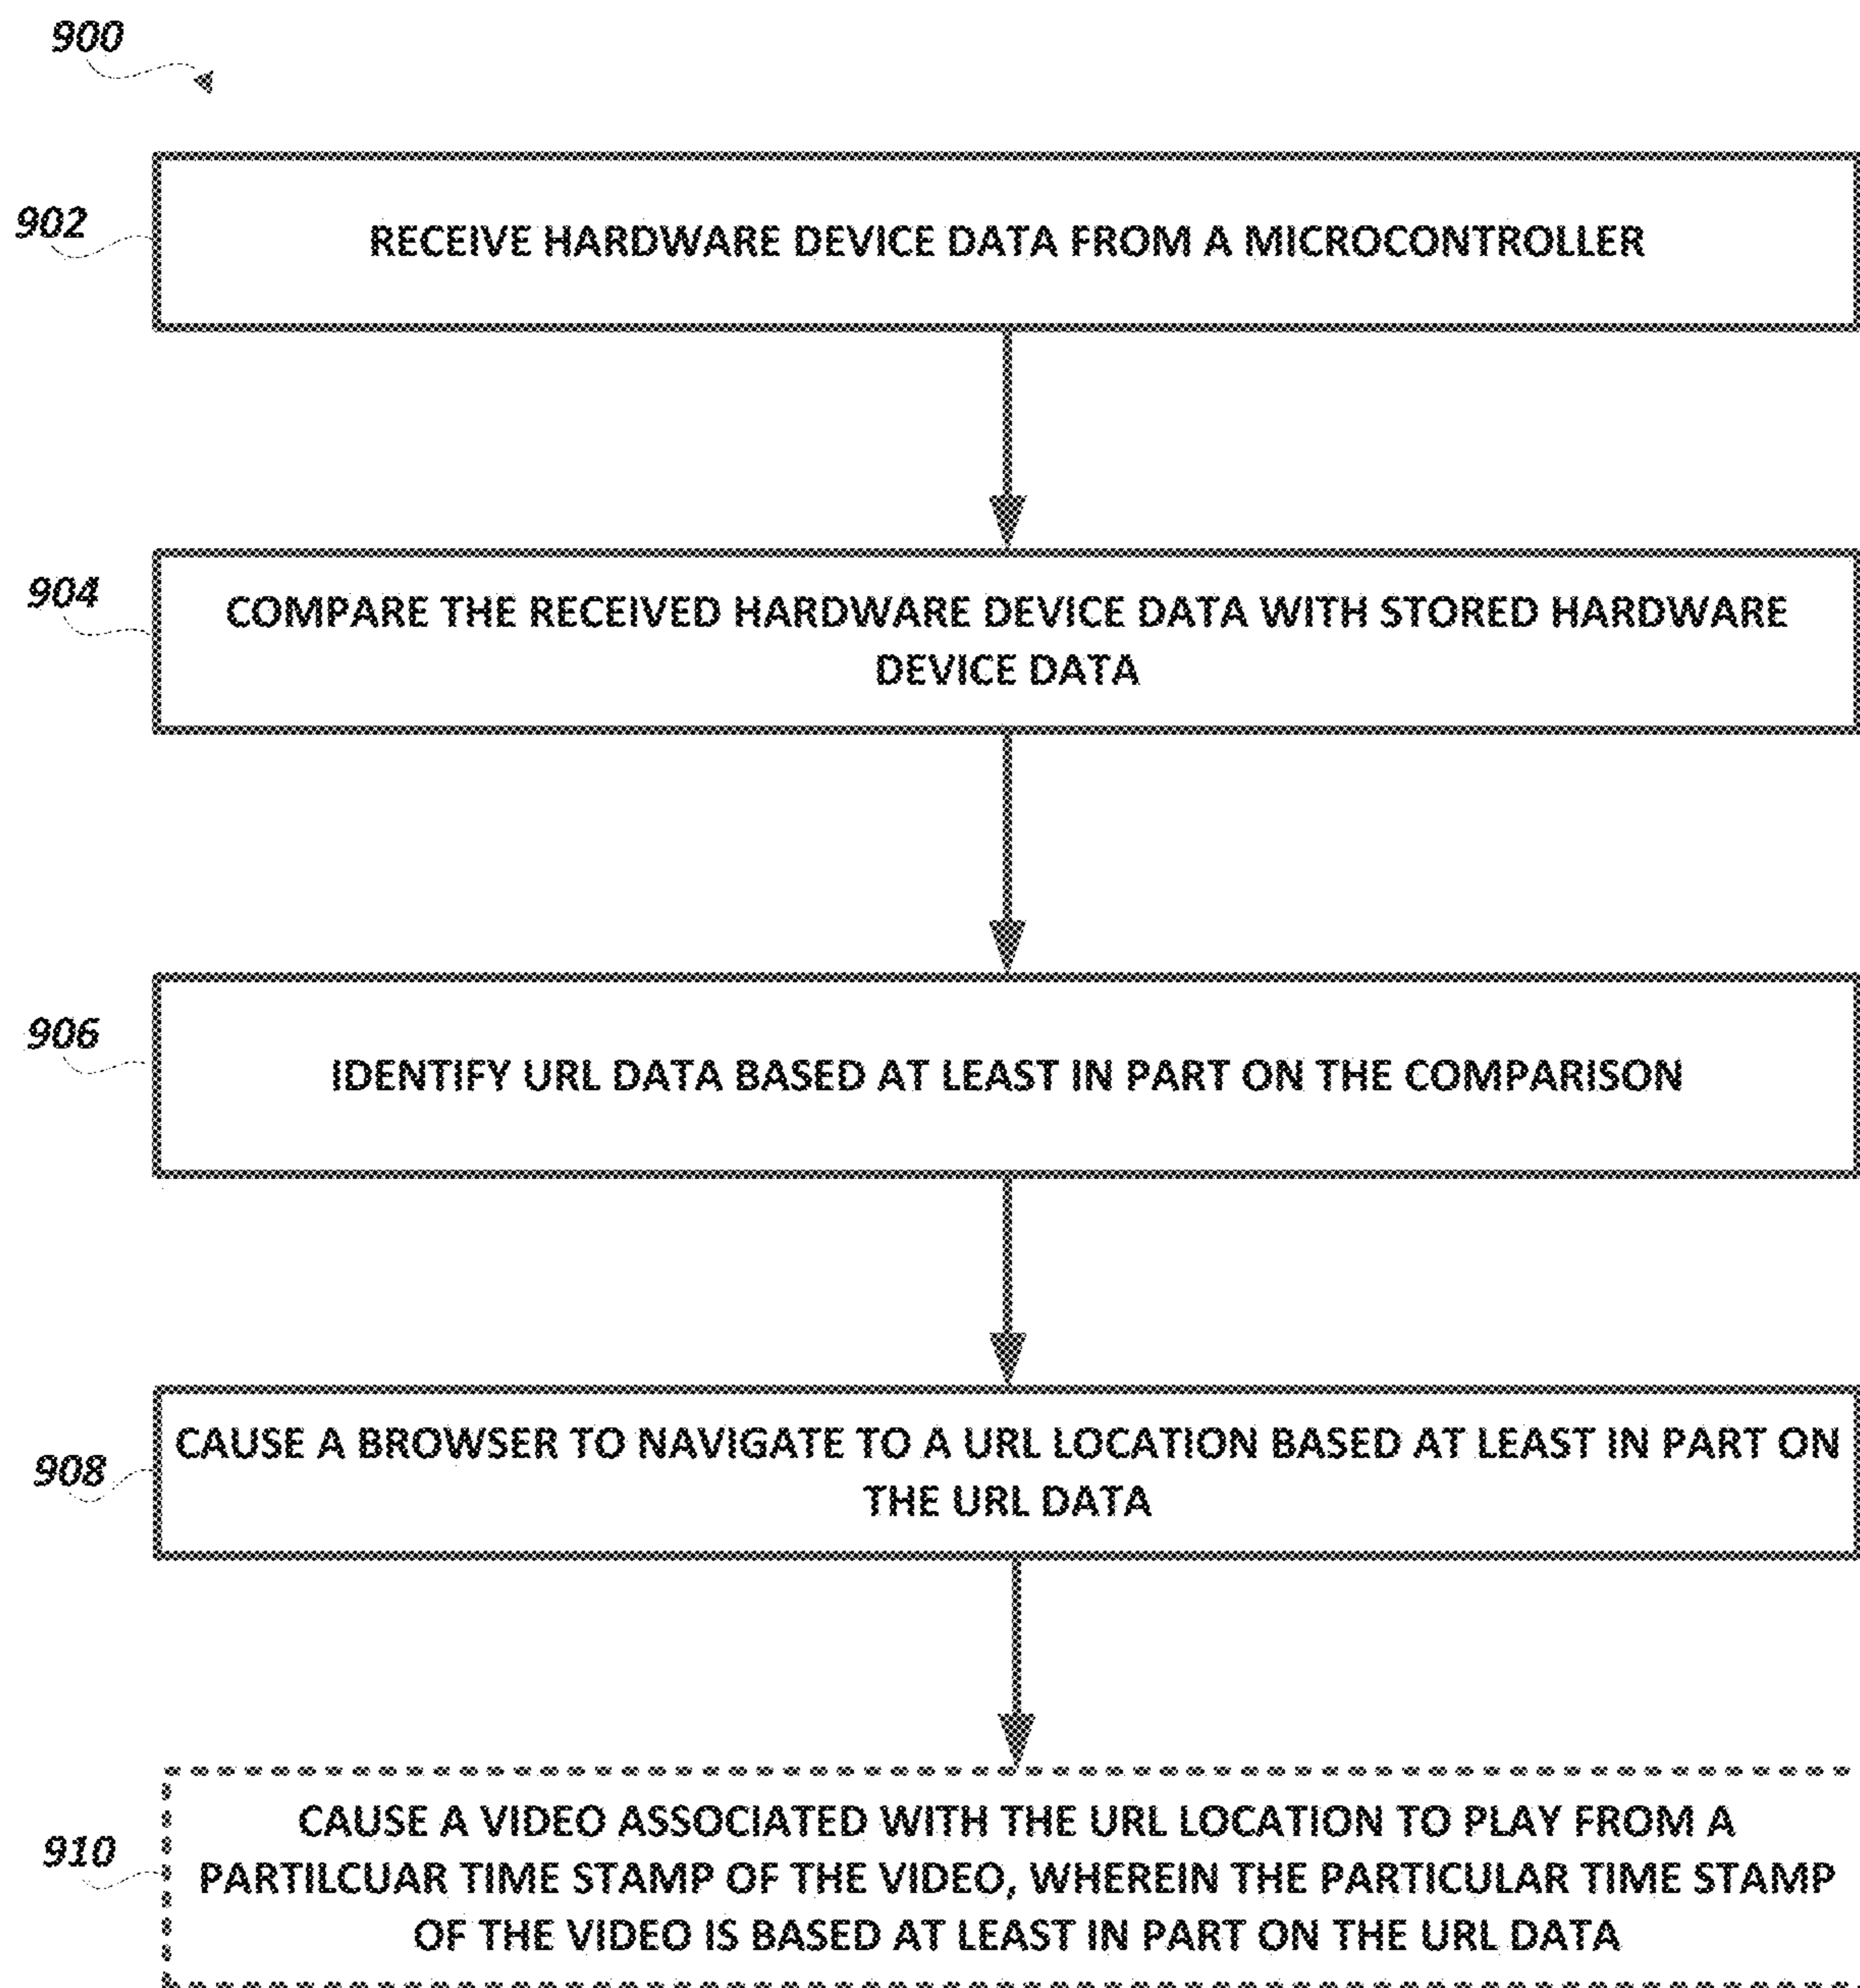 900
902
RECEIVE HARDWARE DEVICE DATA FROM A MICROCONTROLLER
904
COMPARE THE RECEIVED HARDWARE DEVICE DATA WITH STORED HARDWARE
DEVICE DATA
906
IDENTIFY URL DATA BASED AT LEAST IN PART ON THE COMPARISON
908
CAUSE A BROWSER TO NAVIGATE TO A URL LOCATION BASED AT LEAST IN PART ON
THE URL DATA
910
CAUSE A VIDEO ASSOCIATED WITH THE URL LOCATION TO PLAY FROM A
PARTILCUAR TIME STAMP OF THE VIDEO, WHEREIN THE PARTICULAR TIME STAMP
OF THE VIDEO IS BASED AT LEAST IN PART ON THE URL DATA